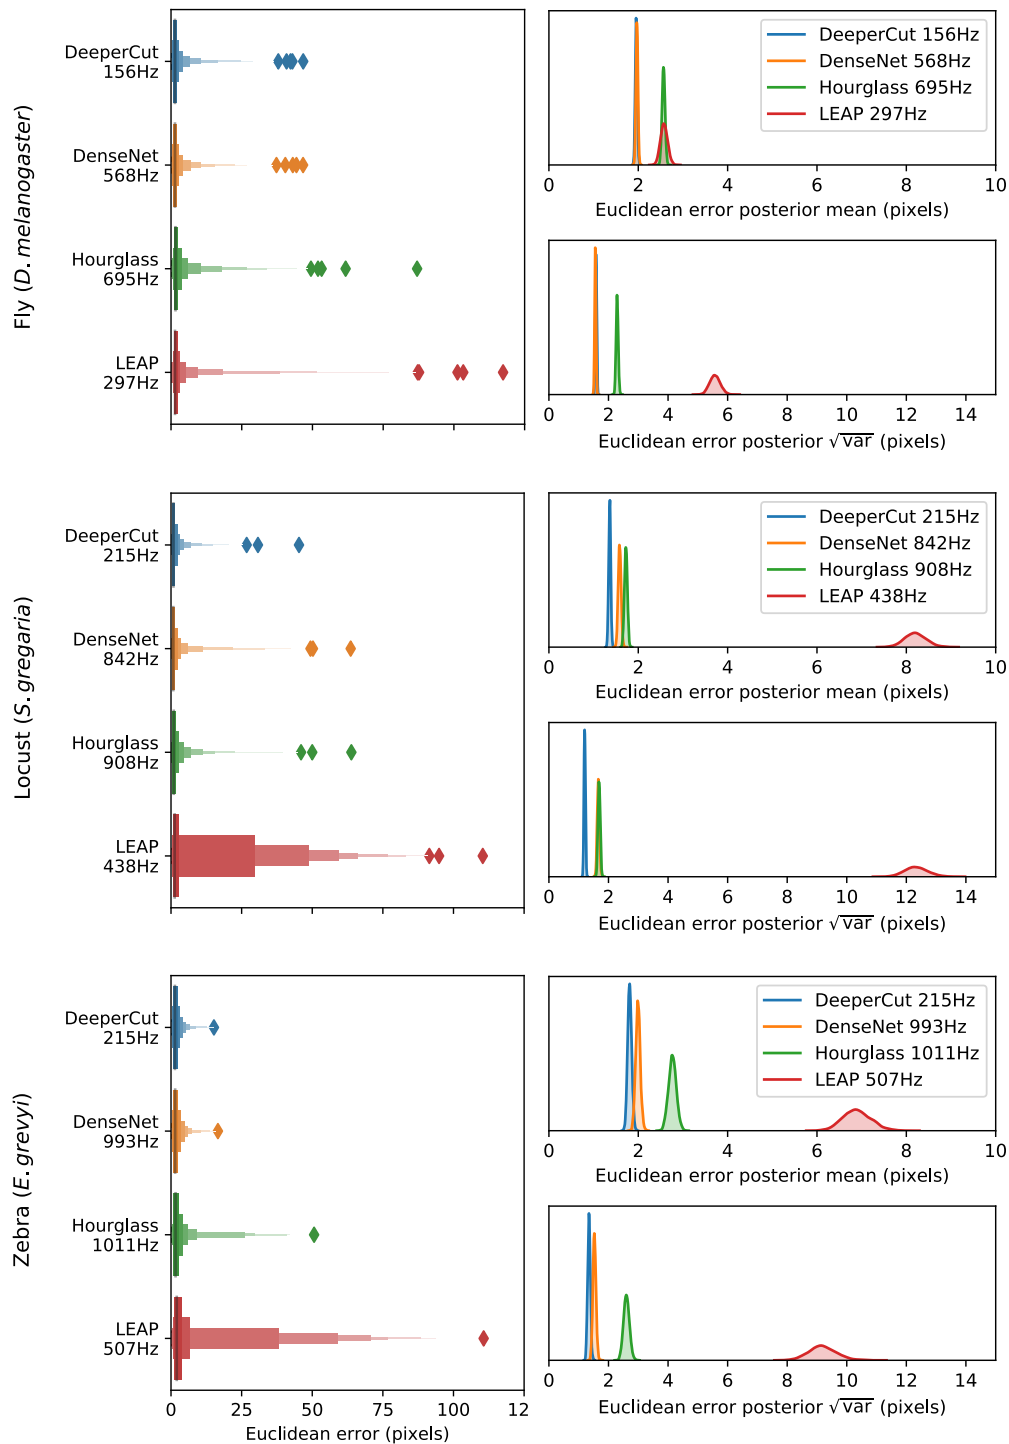 Fly (D. melanogaster)
DeeperCut
156Hz
DenseNet
568Hz
Hourglass
695Hz
LEAP
297Hz
DeeperCut 156Hz
DenseNet 568Hz
Hourglass 695Hz
LEAP 297Hz
0 2 4 6 8 10
Euclidean error posterior mean (pixels)
0 2 4 6 8 10 12 14
Euclidean error posterior √var (pixels)
Locust (S. gregaria)
DeeperCut
215Hz
DenseNet
842Hz
Hourglass
908Hz
LEAP
438Hz
DeeperCut 215Hz
DenseNet 842Hz
Hourglass 908Hz
LEAP 438Hz
0 2 4 6 8 10
Euclidean error posterior mean (pixels)
0 2 4 6 8 10 12 14
Euclidean error posterior √var (pixels)
Zebra (E. grevyi)
DeeperCut
215Hz
DenseNet
993Hz
Hourglass
1011Hz
LEAP
507Hz
0 25 50 75 100 12
Euclidean error (pixels)
DeeperCut 215Hz
DenseNet 993Hz
Hourglass 1011Hz
LEAP 507Hz
0 2 4 6 8 10
Euclidean error posterior mean (pixels)
0 2 4 6 8 10 12 14
Euclidean error posterior √var (pixels)